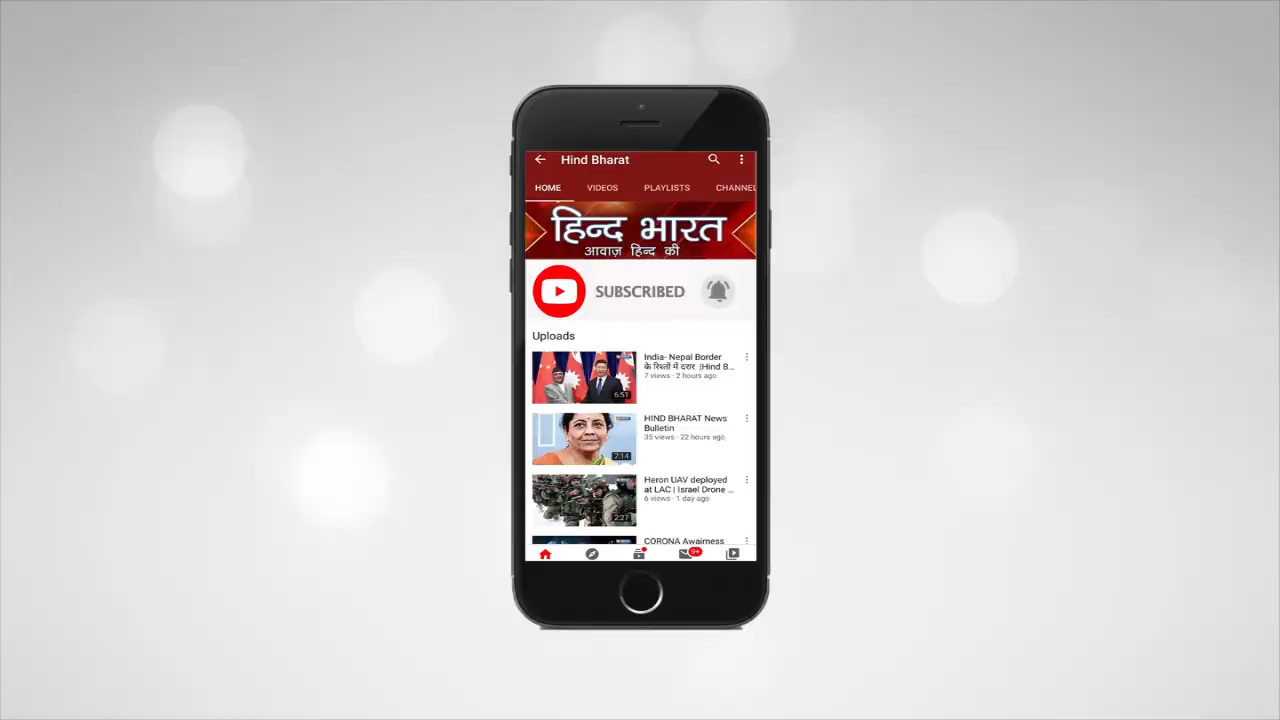 Hind Bharat
HOME VIDEOS PLAYLISTS CHANNEL
हिन्द भारत
आवाज़ हिन्द की
SUBSCRIBED
Uploads
India- Nepal Border
के रिश्तों में दरार |Hind B...
7 views · 2 hours ago
6:51
HIND BHARAT News
Bulletin
35 views · 22 hours ago
7:14
Heron UAV deployed
at LAC | Israel Drone ...
6 views · 1 day ago
2:27
CORONA Awairness
9+